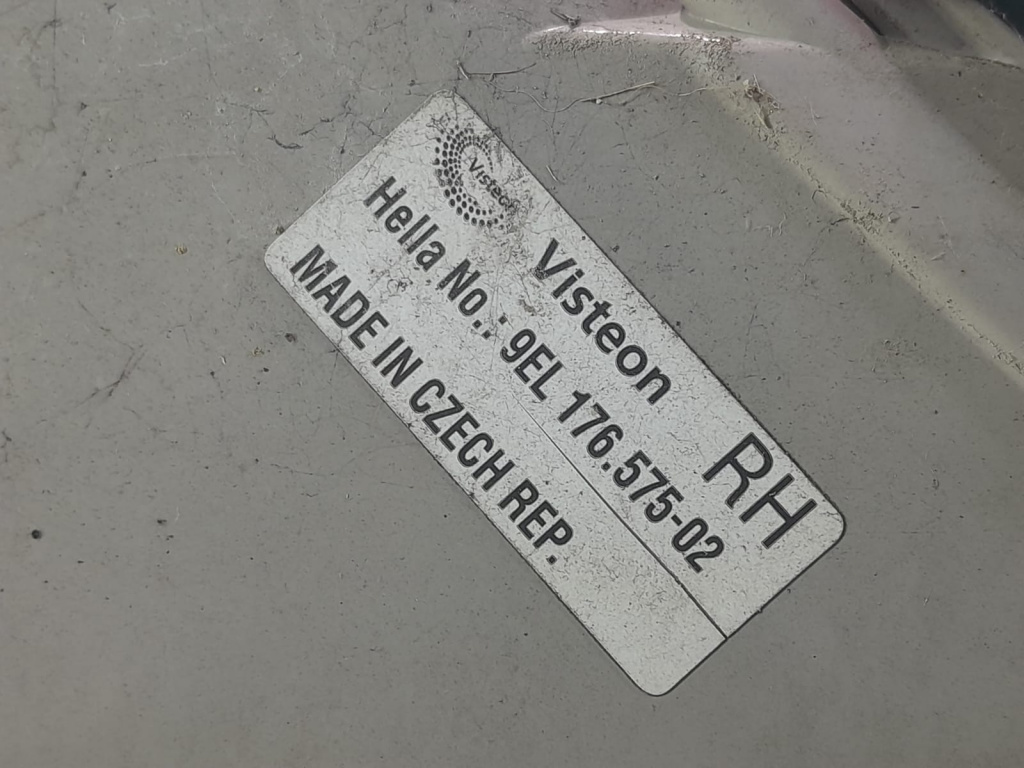 Visteon
Visteon RH
Hella No.: 9EL 176.575-02
MADE IN CZECH REP.